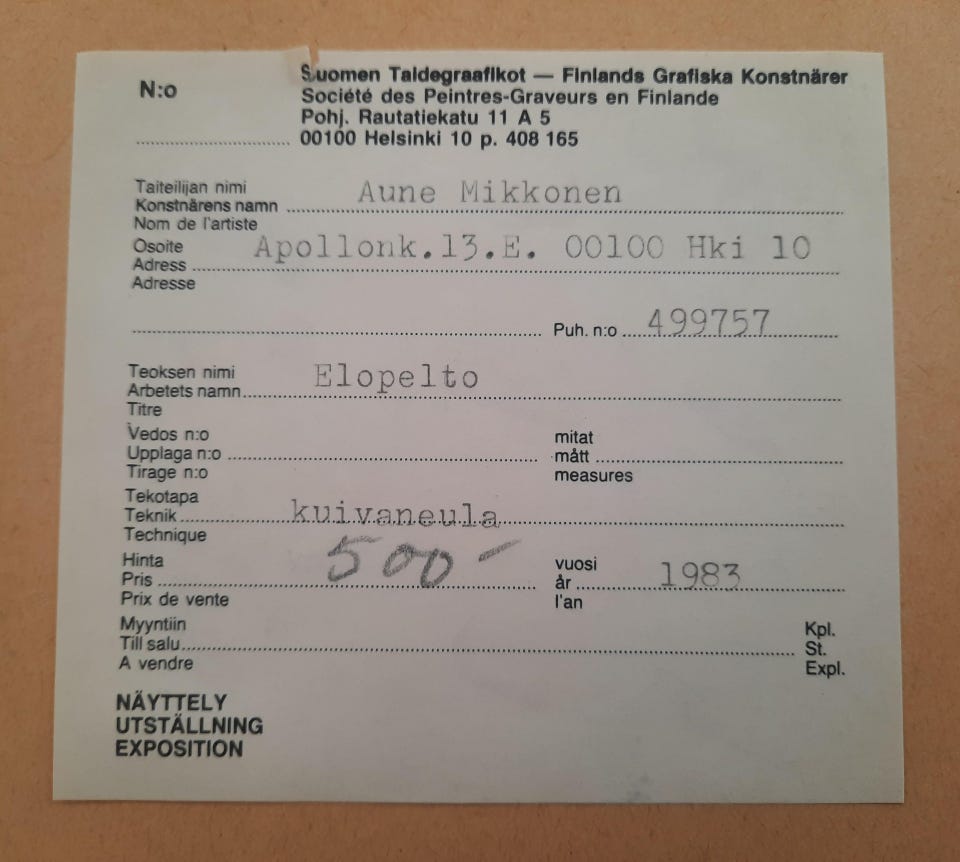 N:o
Suomen Taidegraafikot — Finlands Grafiska Konstnärer
Société des Peintres-Graveurs en Finlande
Pohj. Rautatiekatu 11 A 5
00100 Helsinki 10 p. 408 165
Taiteilijan nimi
Konstnärens namn Aune Mikkonen
Nom de l'artiste
Osoite
Adress Apollonk.13.E. 00100 Hki 10
Adresse
Puh. n:o 499757
Teoksen nimi
Arbetets namn Elopelto
Titre
Vedos n:o mitat
Upplaga n:o mått
Tirage n:o measures
Tekotapa
Teknik kuivaneula
Technique
Hinta 500- vuosi
Pris år 1983
Prix de vente l'an
Myyntiin Kpl.
Till salu St.
A vendre Expl.
NÄYTTELY
UTSTÄLLNING
EXPOSITION